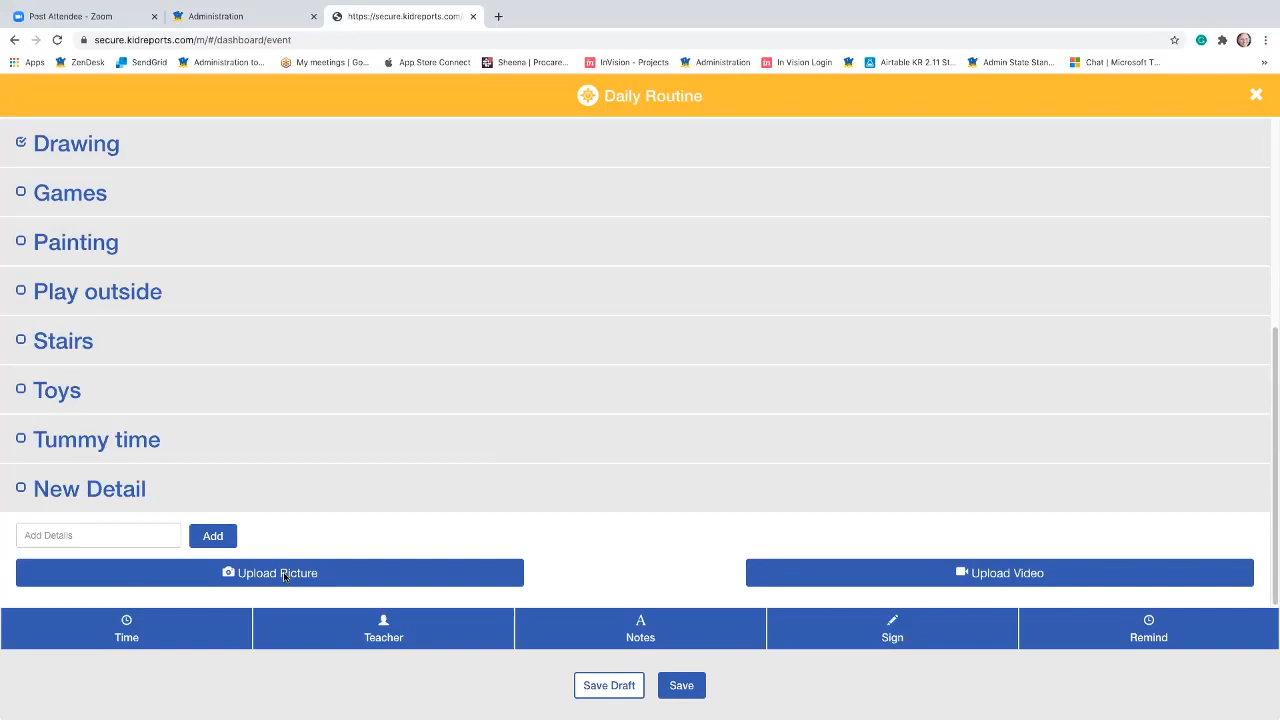 Post Attendee - Zoom
Administration
https://secure.kidreports.com/
secure.kidreports.com/m/#/dashboard/event
Apps ZenDesk SendGrid Administration to... My meetings | Go... App Store Connect Sheena | Procare... InVision - Projects Administration In Vision Login Airtable KR 2.11 St... Admin State Stan... Chat | Microsoft T... »
Daily Routine
Drawing
Games
Painting
Play outside
Stairs
Toys
Tummy time
New Detail
Add Details Add
Upload Picture Upload Video
Time Teacher Notes Sign Remind
Save Draft Save